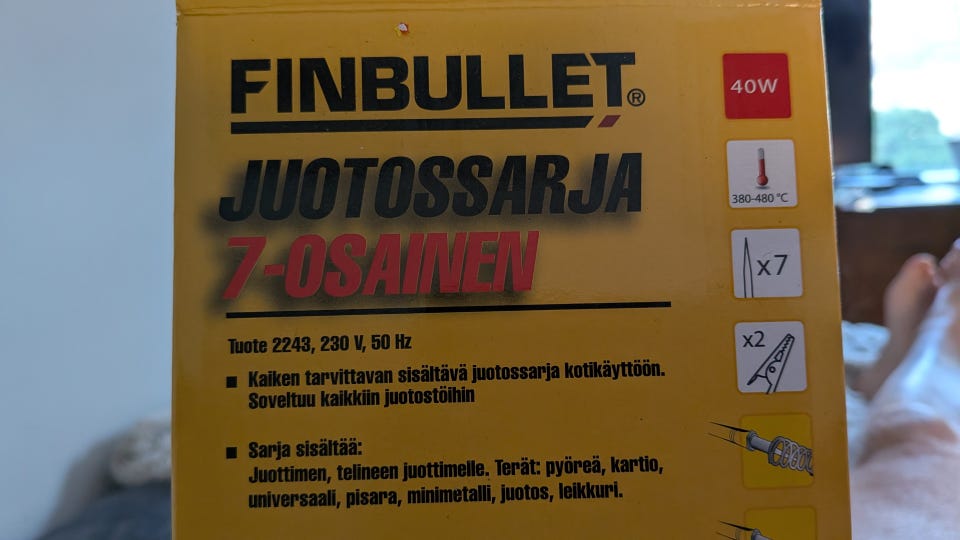 FINBULLET®
40W
JUOTOSSARJA
380-480 °C
7-OSAINEN
x7
Tuote 2243, 230 V, 50 Hz
x2
■ Kaiken tarvittavan sisältävä juotossarja kotikäyttöön.
Soveltuu kaikkiin juotostöihin
■ Sarja sisältää:
Juottimen, telineen juottimelle. Terät: pyöreä, kartio,
universaali, pisara, minimetalli, juotos, leikkuri.